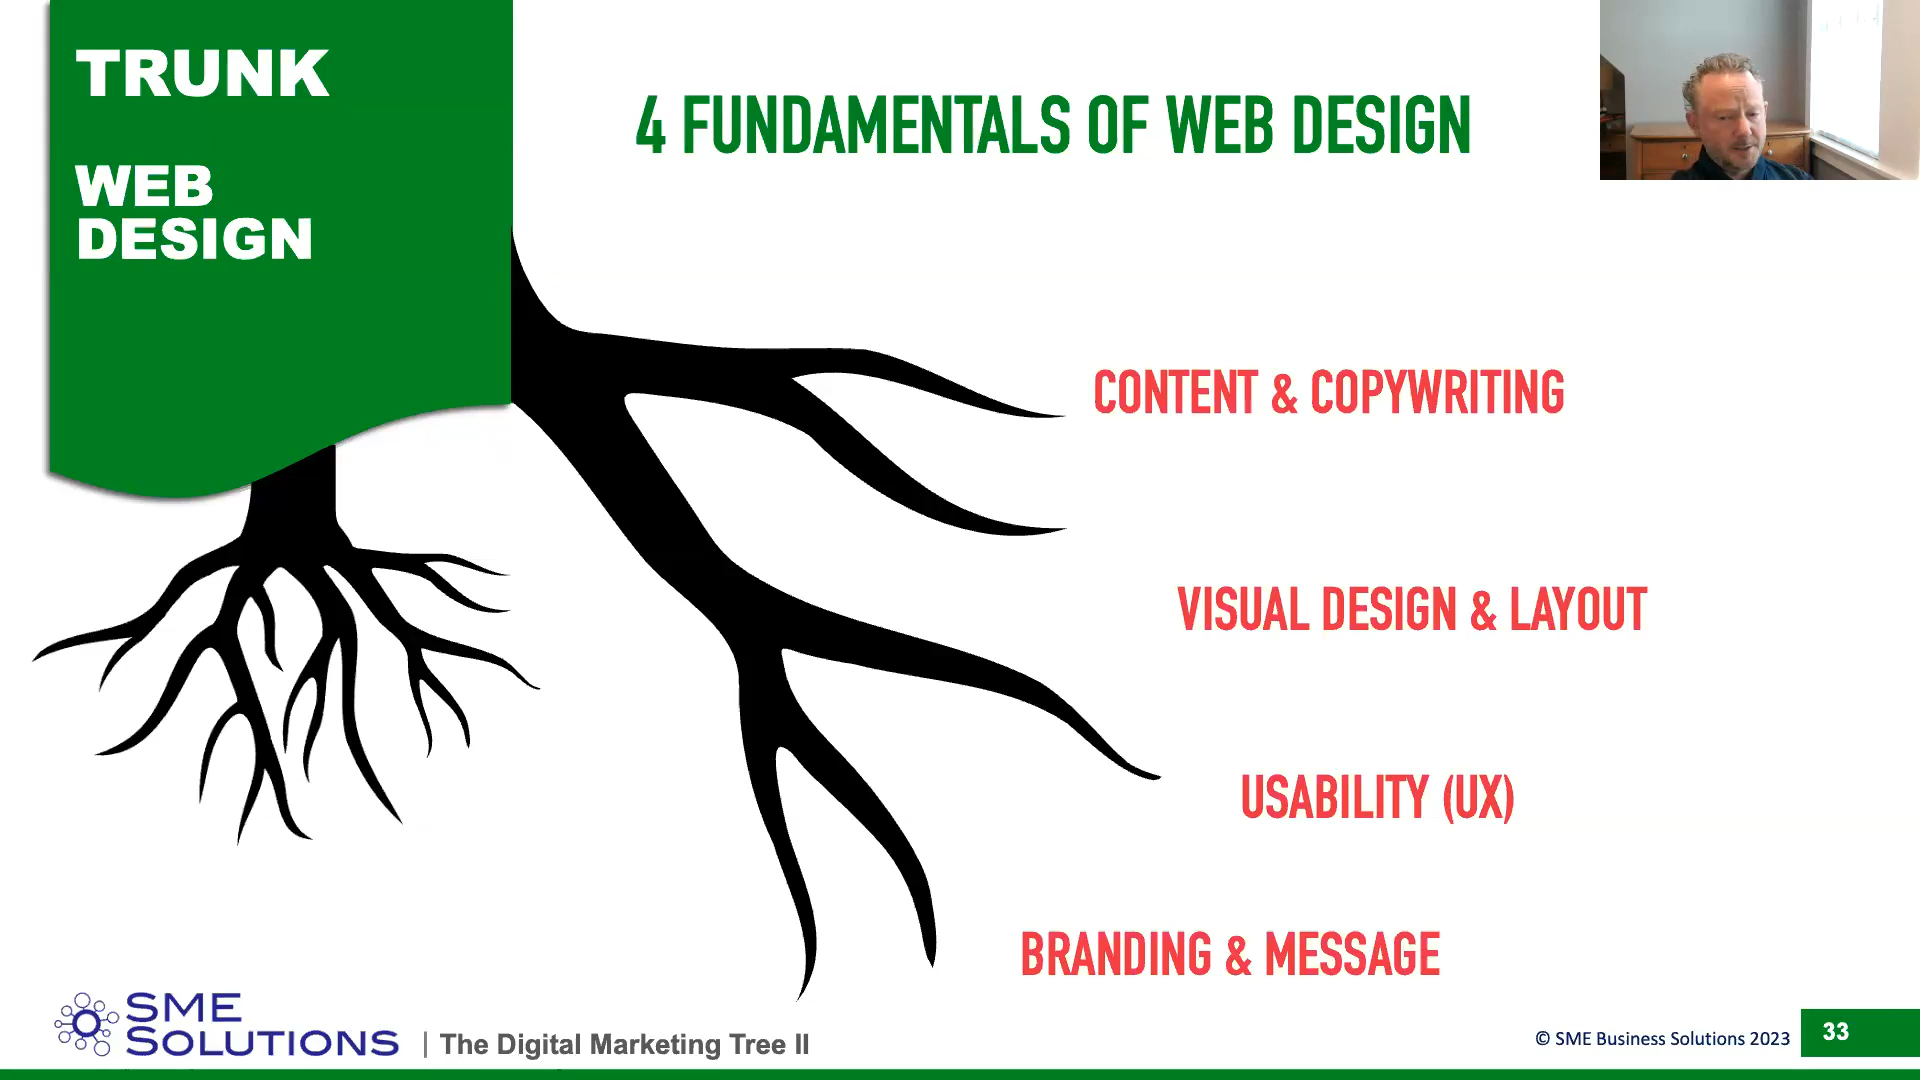 TRUNK
WEB
DESIGN
4 FUNDAMENTALS OF WEB DESIGN
CONTENT & COPYWRITING
VISUAL DESIGN & LAYOUT
USABILITY (UX)
BRANDING & MESSAGE
SME
SOLUTIONS
| The Digital Marketing Tree II
© SME Business Solutions 2023
33